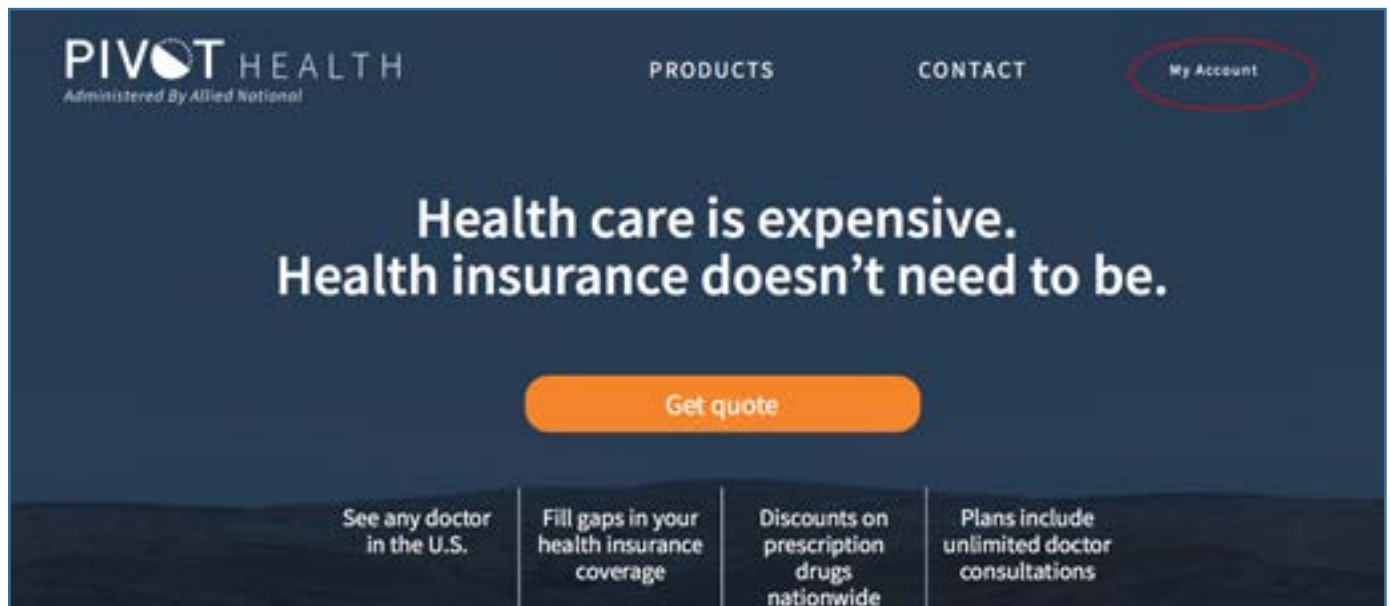 PIVOT HEALTH
Administered By Allied National
PRODUCTS
CONTACT
My Account
Health care is expensive.
Health insurance doesn't need to be.
Get quote
See any doctor
in the U.S.
Fill gaps in your
health insurance
coverage
Discounts on
prescription
drugs
nationwide
Plans include
unlimited doctor
consultations